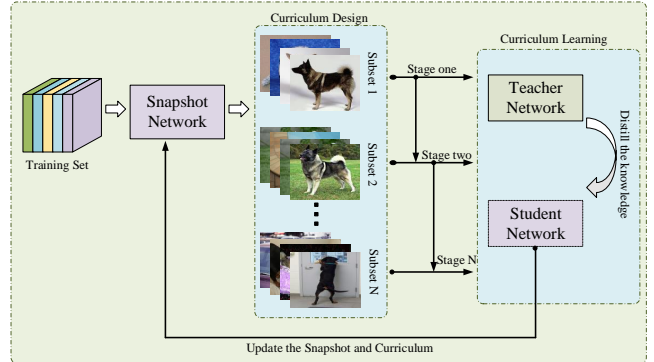 Curriculum Design
Curriculum Learning
Training Set
Snapshot
Network
Subset 1
Subset 2
Subset N
Stage one
Stage two
Stage N
Teacher
Network
Distill the knowledge
Student
Network
Update the Snapshot and Curriculum